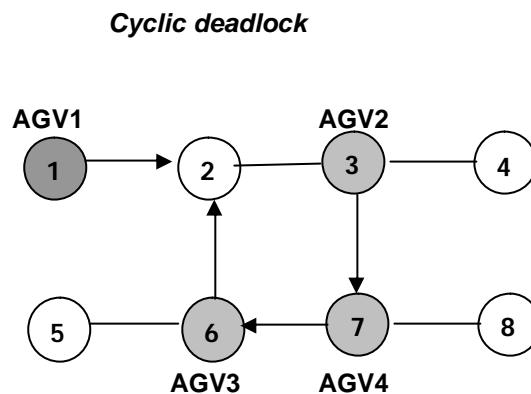 Cyclic deadlock
AGV1 AGV2
1 2 3 4
5 6 7 8
AGV3 AGV4